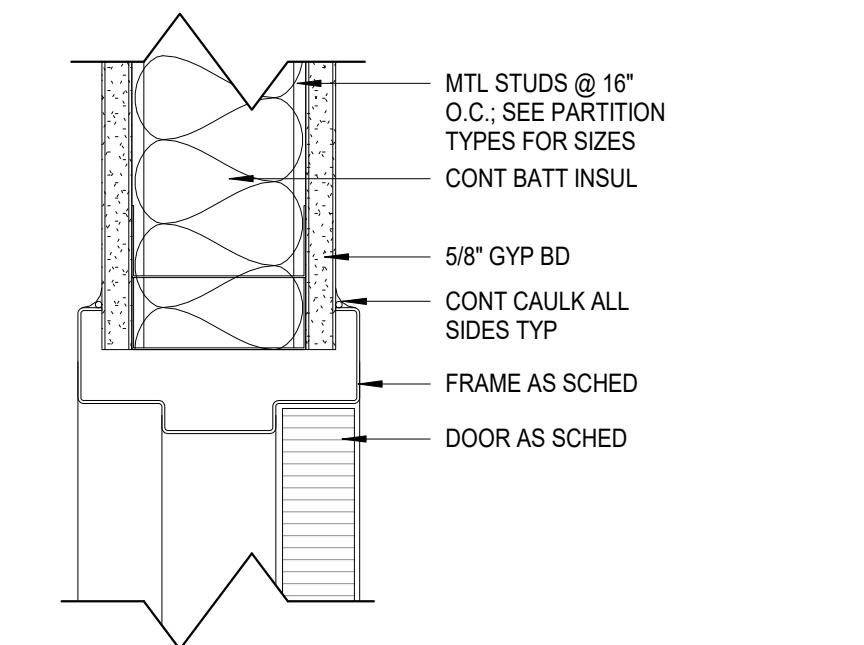 MTL STUDS @ 16"
O.C.; SEE PARTITION
TYPES FOR SIZES
CONT BATT INSUL
5/8" GYP BD
CONT CAULK ALL
SIDES TYP
FRAME AS SCHED
DOOR AS SCHED